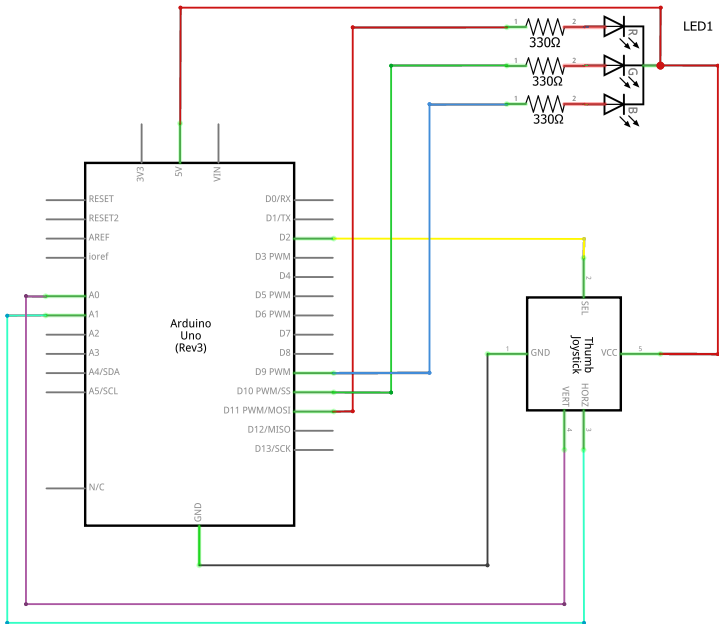 LED1
1
2
R
330Ω
1
2
G
330Ω
1
2
B
330Ω
3V3
5V
VIN
RESET
D0/RX
RESET2
D1/TX
AREF
D2
ioref
D3 PWM
D4
2
SEL
A0
D5 PWM
A1
D6 PWM
Arduino
Uno
(Rev3)
A2
D7
A3
D8
1
GND
Thumb
Joystick
VCC
5
A4/SDA
D9 PWM
A5/SCL
D10 PWM/SS
VERT
HORZ
D11 PWM/MOSI
4
3
D12/MISO
D13/SCK
N/C
GND